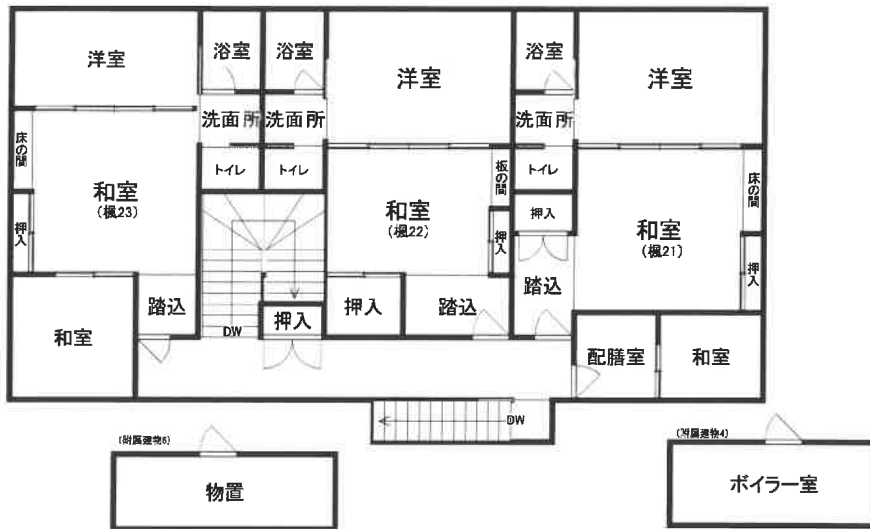 洋室
浴室
浴室
洋室
浴室
洋室
洗面所
洗面所
洗面所
トイレ
トイレ
トイレ
床の間
和室
(楓23)
押入
和室
(楓22)
板の間
押入
押入
和室
(楓21)
床の間
押入
和室
踏込
DW
押入
押入
踏込
踏込
配膳室
和室
DW
(附属建物6)
物置
(附属建物4)
ボイラー室